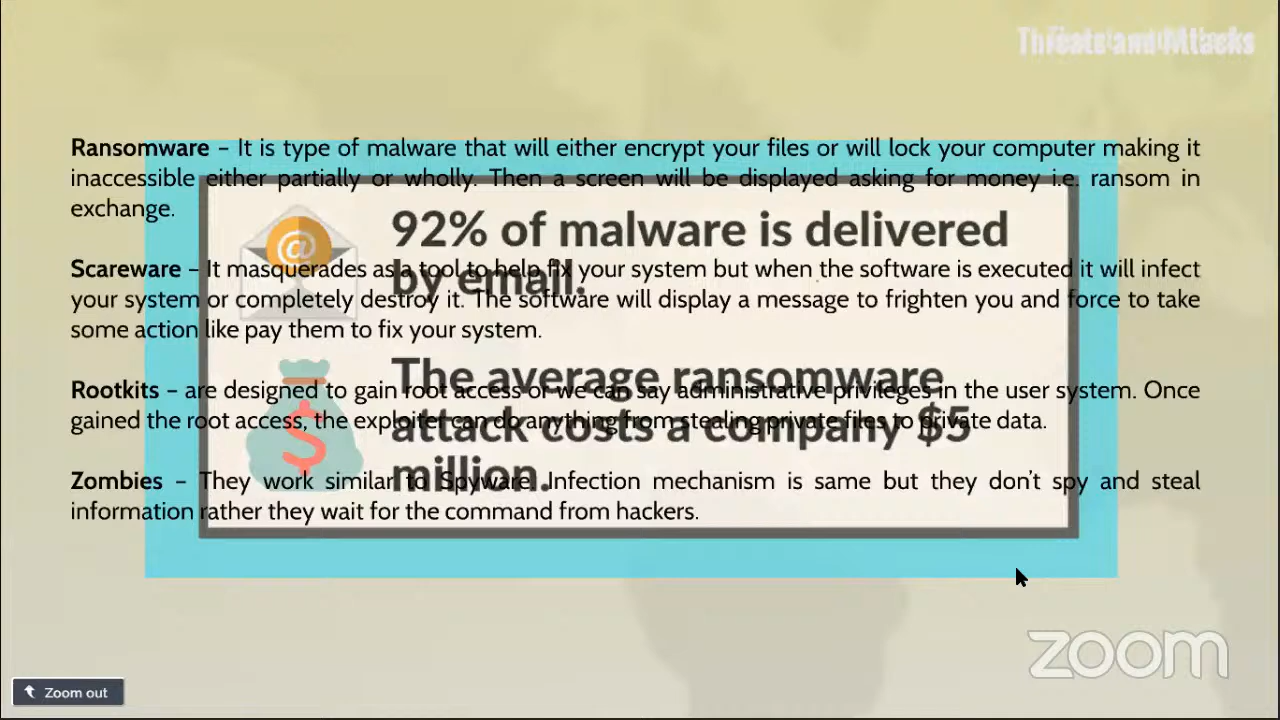 Threats and Attacks
Ransomware – It is type of malware that will either encrypt your files or will lock your computer making it
inaccessible either partially or wholly. Then a screen will be displayed asking for money i.e. ransom in
exchange.
92% of malware is delivered
by email.
Scareware – It masquerades as a tool to help fix your system but when the software is executed it will infect
your system or completely destroy it. The software will display a message to frighten you and force to take
some action like pay them to fix your system.
The average ransomware
attack costs a company $5
million.
Rootkits – are designed to gain root access or we can say administrative privileges in the user system. Once
gained the root access, the exploiter can do anything from stealing private files to private data.
Zombies – They work similar to Spyware. Infection mechanism is same but they don't spy and steal
information rather they wait for the command from hackers.
zoom
Zoom out